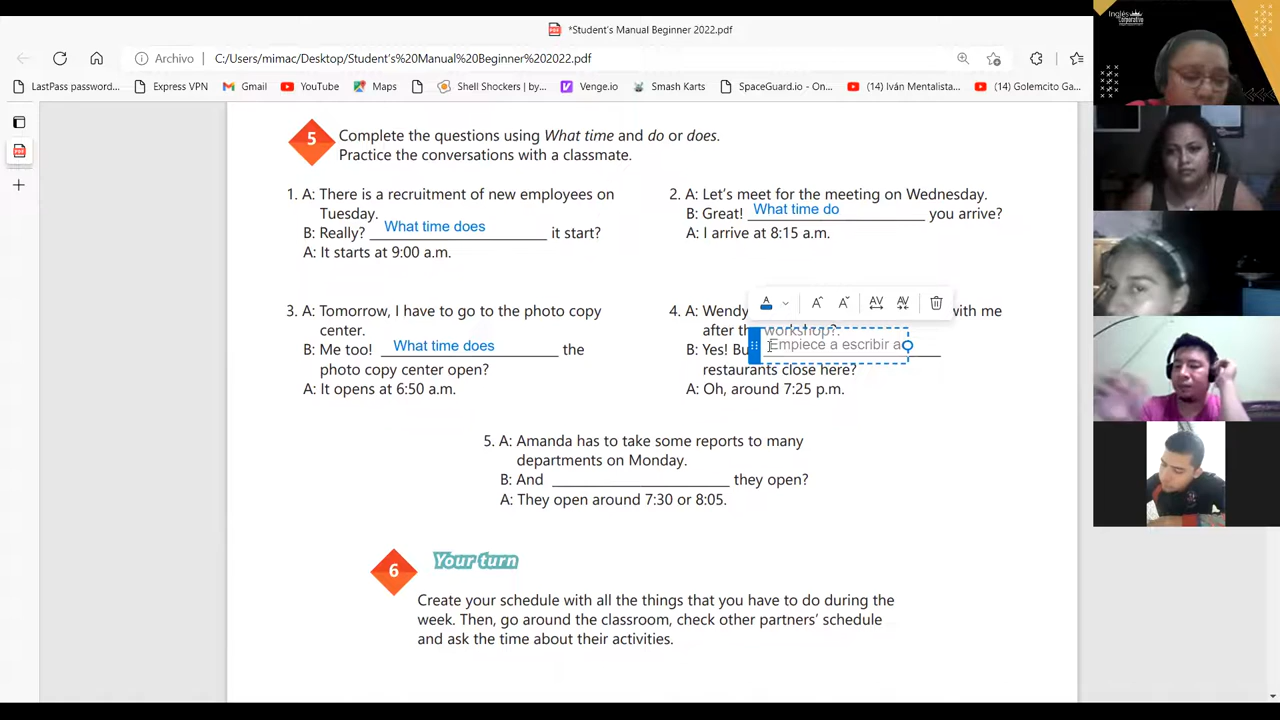 *Student's Manual Beginner 2022.pdf
Archivo C:/Users/mimac/Desktop/Student's%20Manual%20Beginner%202022.pdf
LastPass password... Express VPN Gmail YouTube Maps Shell Shockers | by... Venge.io Smash Karts SpaceGuard.io - On... (14) Iván Mentalista... (14) Golemcito Ga...
Inglés
Corporativo
5 Complete the questions using What time and do or does.
Practice the conversations with a classmate.
1. A: There is a recruitment of new employees on
Tuesday.
B: Really? What time does it start?
A: It starts at 9:00 a.m.
2. A: Let's meet for the meeting on Wednesday.
B: Great! What time do you arrive?
A: I arrive at 8:15 a.m.
3. A: Tomorrow, I have to go to the photo copy
center.
B: Me too! What time does the
photo copy center open?
A: It opens at 6:50 a.m.
4. A: Wendy with me
after th workshop?.
B: Yes! Bu Empiece a escribir a
restaurants close here?
A: Oh, around 7:25 p.m.
5. A: Amanda has to take some reports to many
departments on Monday.
B: And ____ they open?
A: They open around 7:30 or 8:05.
6 Your turn
Create your schedule with all the things that you have to do during the
week. Then, go around the classroom, check other partners' schedule
and ask the time about their activities.